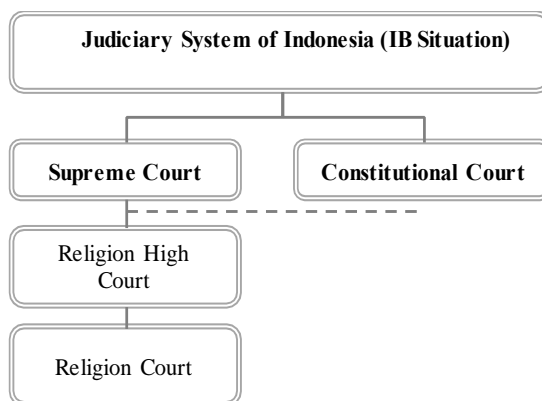 Judiciary System of Indonesia (IB Situation)
Supreme Court
Constitutional Court
Religion High
Court
Religion Court